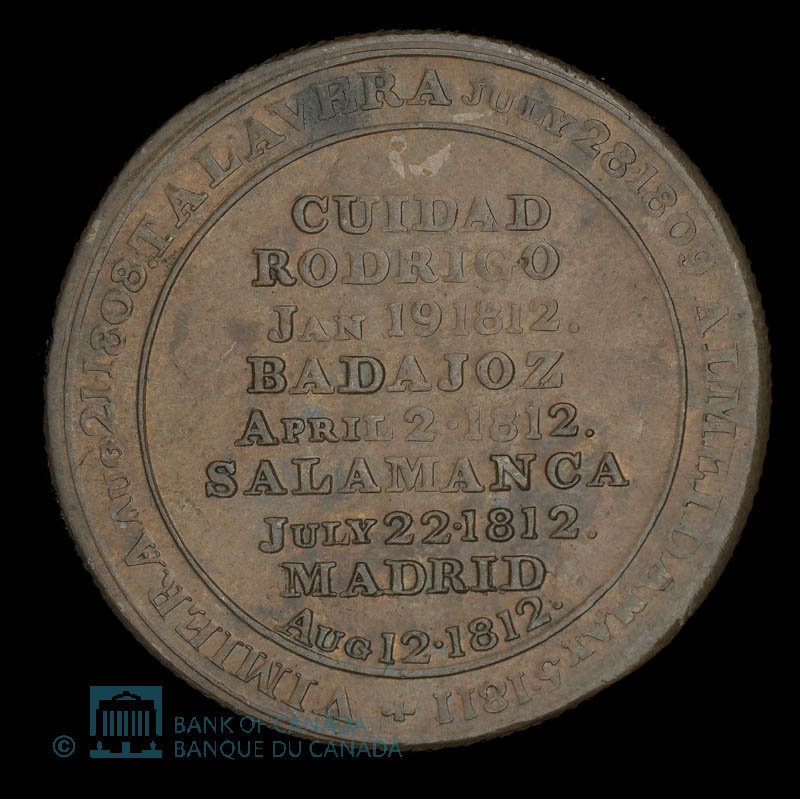 VIMIERA AUG 21 1808. TALAVERA JULY 28·1809 ALMEIDA MAY 5 1811 +
CUIDAD
RODRIGO
JAN 19 1812.
BADAJOZ
APRIL 2·1812.
SALAMANCA
JULY 22·1812.
MADRID
AUG 12·1812.
© BANK OF CANADA
BANQUE DU CANADA